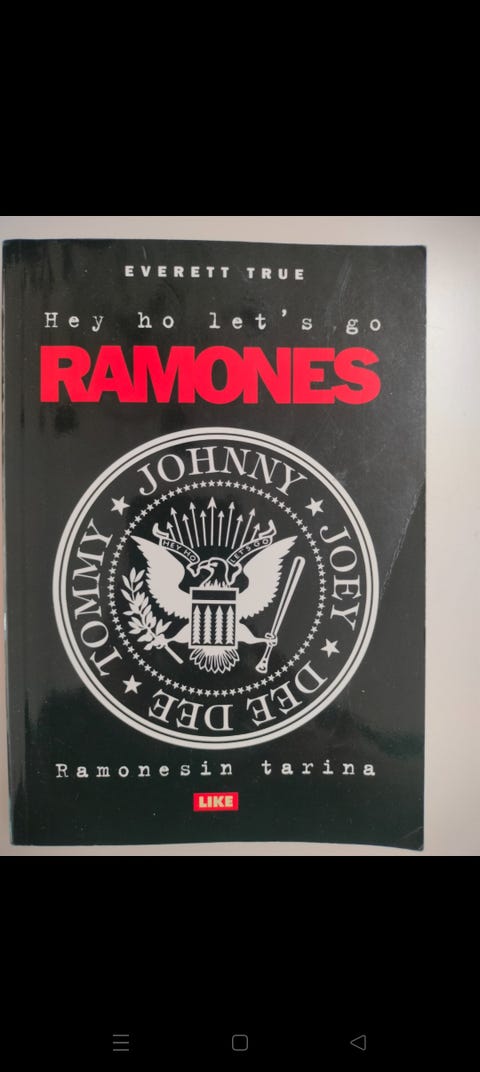 EVERETT TRUE
Hey ho let's go
RAMONES
JOHNNY
JOEY
DEE DEE
TOMMY
HEY HO
LET'S GO
Ramonesin tarina
LIKE